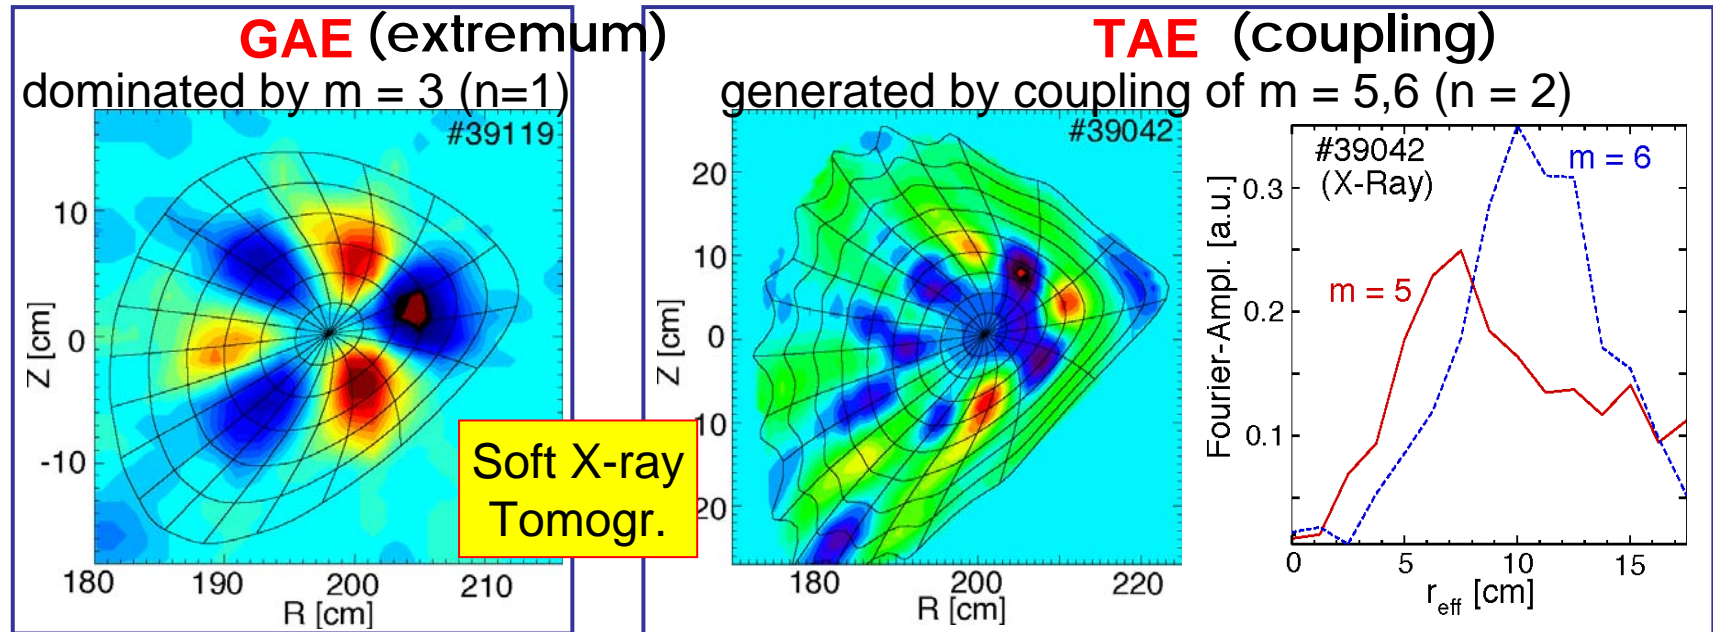 GAE (extremum)
dominated by m = 3 (n=1)
#39119
10
0
-10
Z [cm]
180 190 200 210
R [cm]
Soft X-ray
Tomogr.
TAE (coupling)
generated by coupling of m = 5,6 (n = 2)
#39042
20
10
0
10
20
Z [cm]
180 200 220
R [cm]
#39042
(X-Ray)
m = 6
m = 5
0.3
0.2
0.1
Fourier-Ampl. [a.u.]
0 5 10 15
r_eff [cm]